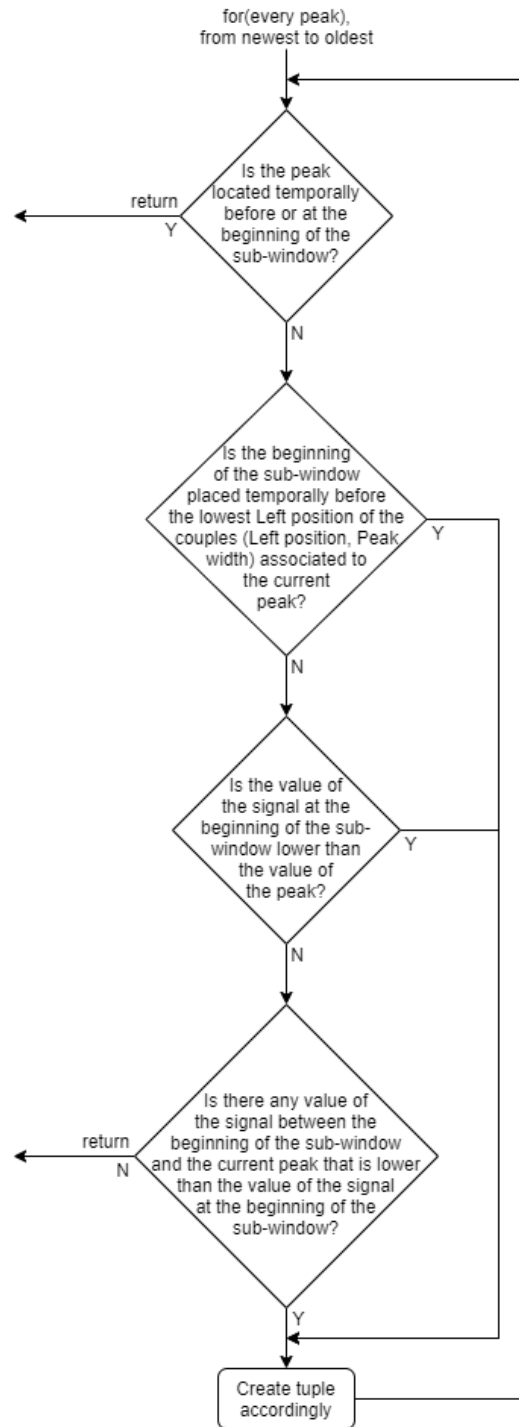 for(every peak),
from newest to oldest
Is the peak
located temporally
before or at the
beginning of the
sub-window?
return
Y
N
Is the beginning
of the sub-window
placed temporally before
the lowest Left position of the
couples (Left position, Peak
width) associated to
the current
peak?
Y
N
Is the value of
the signal at the
beginning of the sub-
window lower than
the value of
the peak?
Y
N
Is there any value of
the signal between the
beginning of the sub-window
and the current peak that is lower
than the value of the signal
at the beginning of the
sub-window?
return
N
Y
Create tuple
accordingly